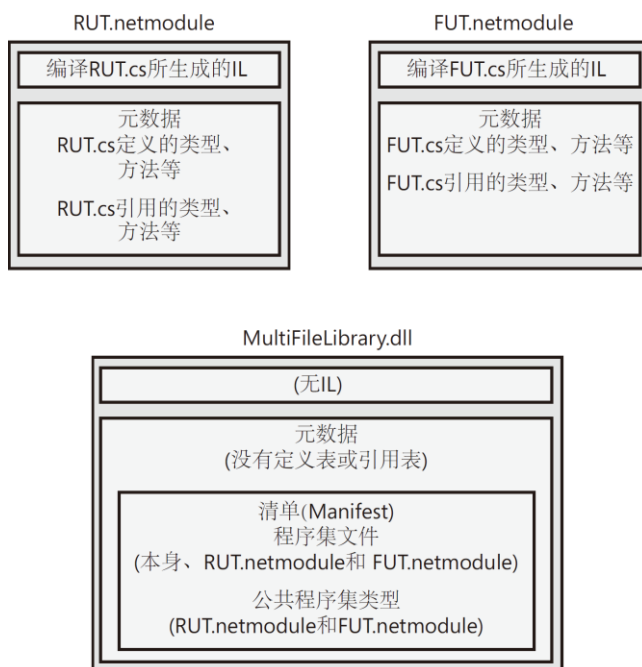 RUT.netmodule
编译RUT.cs所生成的IL
元数据
RUT.cs定义的类型、
方法等
RUT.cs引用的类型、
方法等
FUT.netmodule
编译FUT.cs所生成的IL
元数据
FUT.cs定义的类型、方法等
FUT.cs引用的类型、方法等
MultiFileLibrary.dll
(无IL)
元数据
(没有定义表或引用表)
清单(Manifest)
程序集文件
(本身、RUT.netmodule和 FUT.netmodule)
公共程序集类型
(RUT.netmodule和FUT.netmodule)